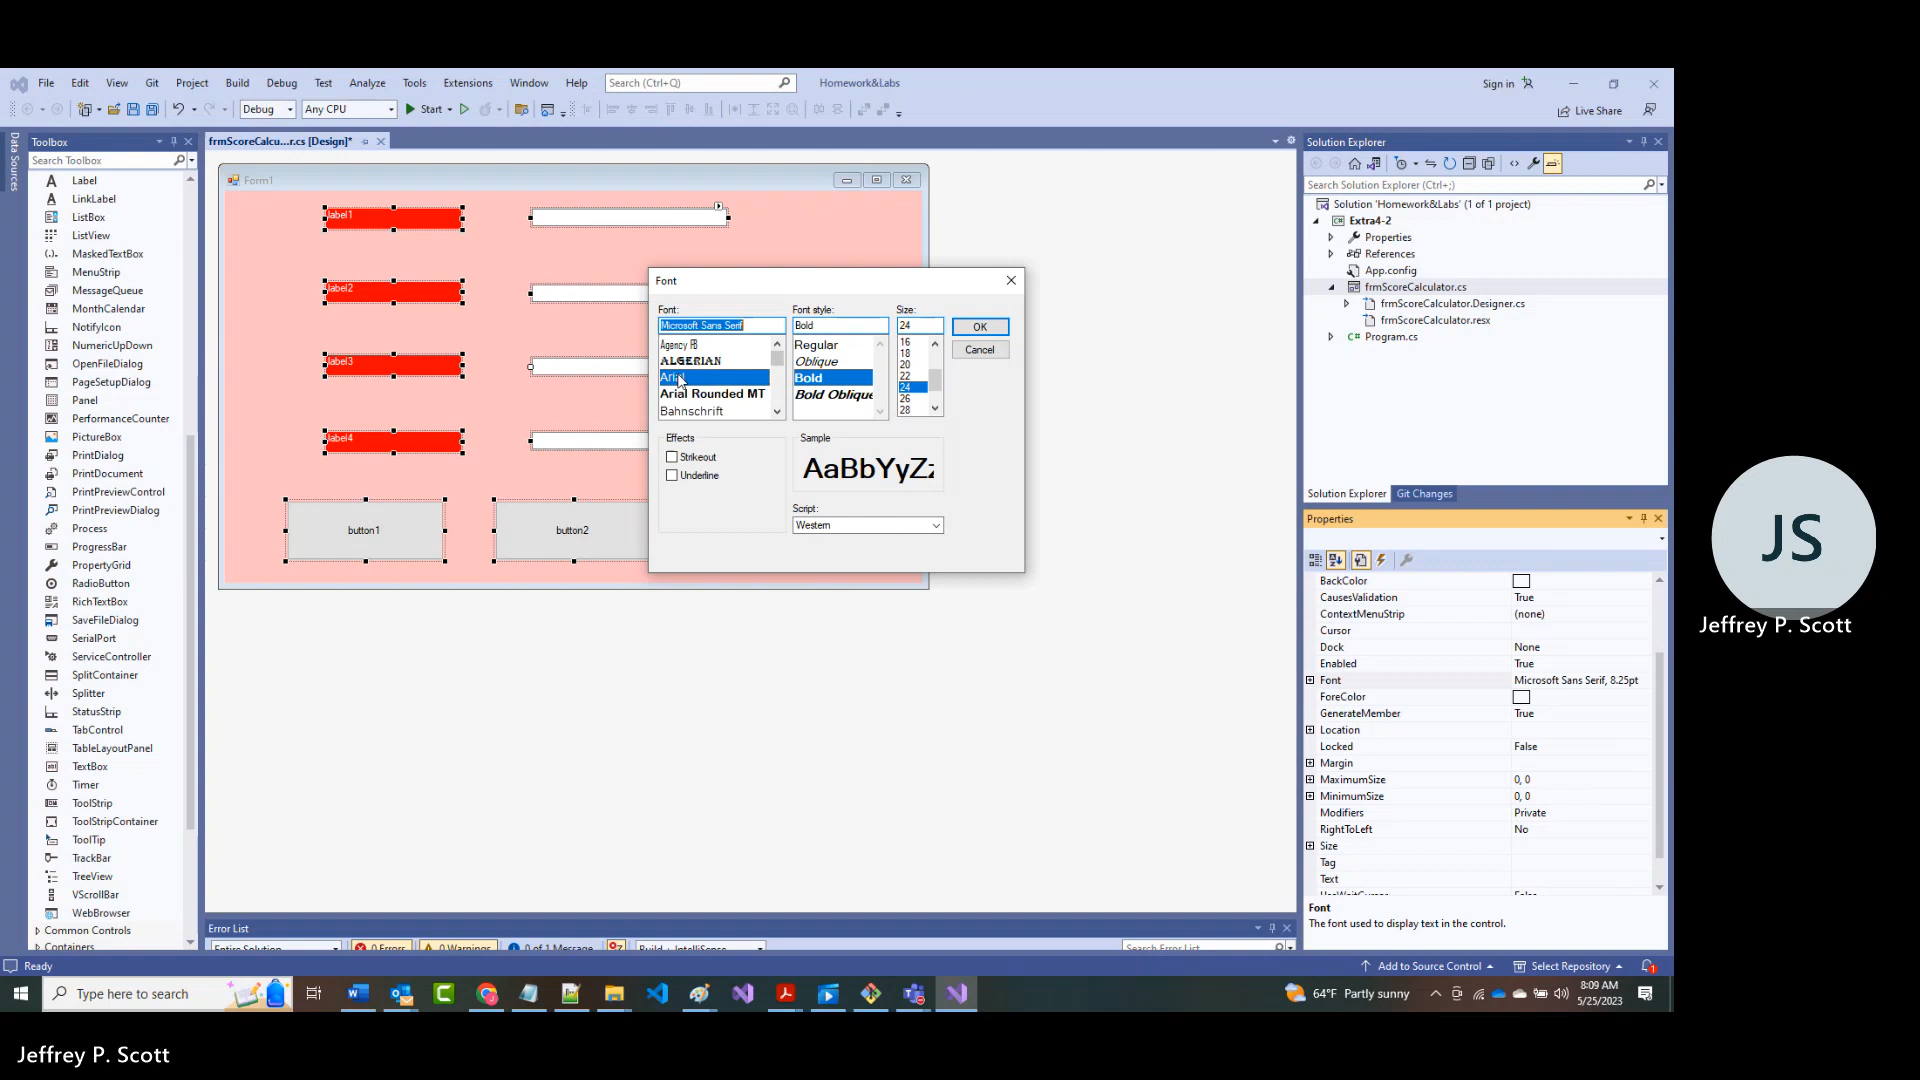 File Edit View Git Project Build Debug Test Analyze Tools Extensions Window Help Search (Ctrl+Q) Homework&Labs Sign in
Debug Any CPU Start Live Share
Data Sources
Toolbox
Search Toolbox
Label
LinkLabel
ListBox
ListView
MaskedTextBox
MenuStrip
MessageQueue
MonthCalendar
NotifyIcon
NumericUpDown
OpenFileDialog
PageSetupDialog
Panel
PerformanceCounter
PictureBox
PrintDialog
PrintDocument
PrintPreviewControl
PrintPreviewDialog
Process
ProgressBar
PropertyGrid
RadioButton
RichTextBox
SaveFileDialog
SerialPort
ServiceController
SplitContainer
Splitter
StatusStrip
TabControl
TableLayoutPanel
TextBox
Timer
ToolStrip
ToolStripContainer
ToolTip
TrackBar
TreeView
VScrollBar
WebBrowser
Common Controls
Containers
frmScoreCalcu...r.cs [Design]*
Form1
label1
label2
label3
label4
button1
button2
Font
Font:
Microsoft Sans Serif
Agency FB
ALGERIAN
Arial
Arial Rounded MT
Bahnschrift
Font style:
Bold
Regular
Oblique
Bold
Bold Oblique
Size:
24
16
18
20
22
24
26
28
OK
Cancel
Effects
Strikeout
Underline
Sample
AaBbYyZz
Script:
Western
Error List
Entire Solution 0 Errors 0 Warnings 0 of 1 Message Build + IntelliSense Search Error List
Solution Explorer
Search Solution Explorer (Ctrl+;)
Solution 'Homework&Labs' (1 of 1 project)
Extra4-2
Properties
References
App.config
frmScoreCalculator.cs
frmScoreCalculator.Designer.cs
frmScoreCalculator.resx
Program.cs
Solution Explorer Git Changes
Properties
BackColor
CausesValidation True
ContextMenuStrip (none)
Cursor
Dock None
Enabled True
Font Microsoft Sans Serif, 8.25pt
ForeColor
GenerateMember True
Location
Locked False
Margin
MaximumSize 0, 0
MinimumSize 0, 0
Modifiers Private
RightToLeft No
Size
Tag
Text
UseWaitCursor False
Font
The font used to display text in the control.
Ready Add to Source Control Select Repository 1
Type here to search 64°F Partly sunny 8:09 AM
5/25/2023
JS
Jeffrey P. Scott
Jeffrey P. Scott